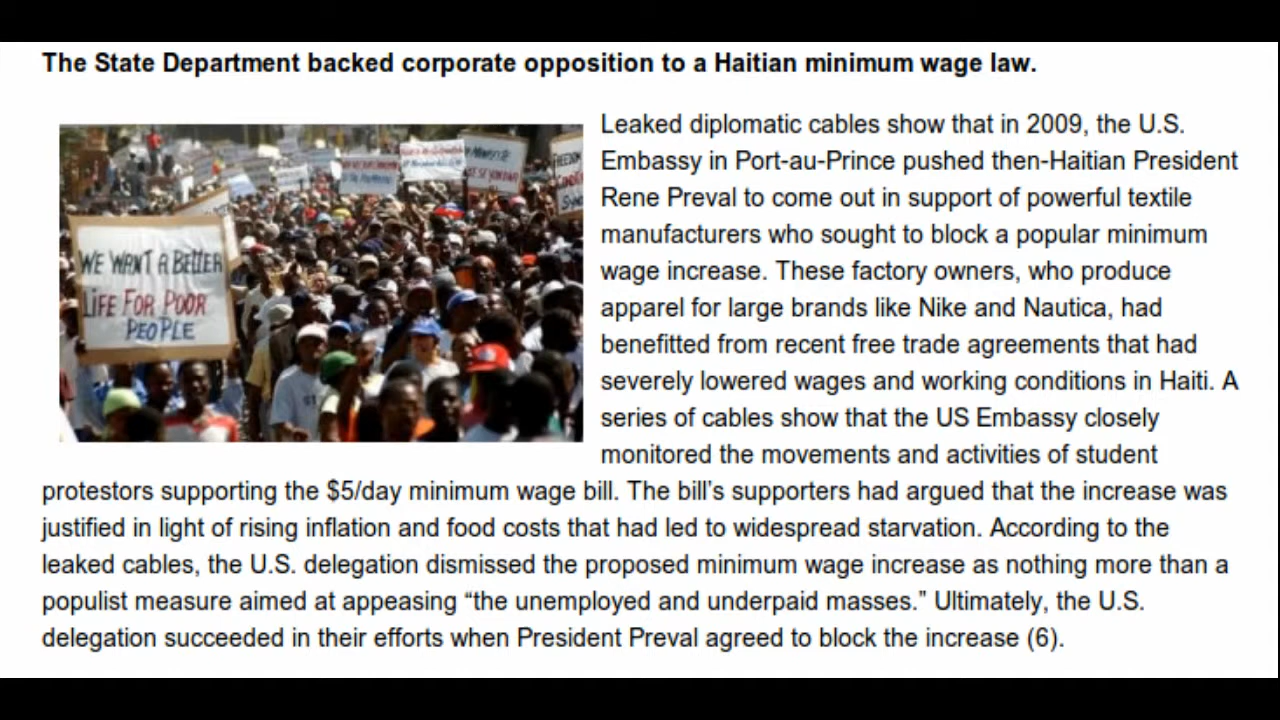 The State Department backed corporate opposition to a Haitian minimum wage law.
WE WANT A BETTER
LIFE FOR POOR
PEOPLE
Leaked diplomatic cables show that in 2009, the U.S.
Embassy in Port-au-Prince pushed then-Haitian President
Rene Preval to come out in support of powerful textile
manufacturers who sought to block a popular minimum
wage increase. These factory owners, who produce
apparel for large brands like Nike and Nautica, had
benefitted from recent free trade agreements that had
severely lowered wages and working conditions in Haiti. A
series of cables show that the US Embassy closely
monitored the movements and activities of student
protestors supporting the $5/day minimum wage bill. The bill's supporters had argued that the increase was
justified in light of rising inflation and food costs that had led to widespread starvation. According to the
leaked cables, the U.S. delegation dismissed the proposed minimum wage increase as nothing more than a
populist measure aimed at appeasing “the unemployed and underpaid masses.” Ultimately, the U.S.
delegation succeeded in their efforts when President Preval agreed to block the increase (6).